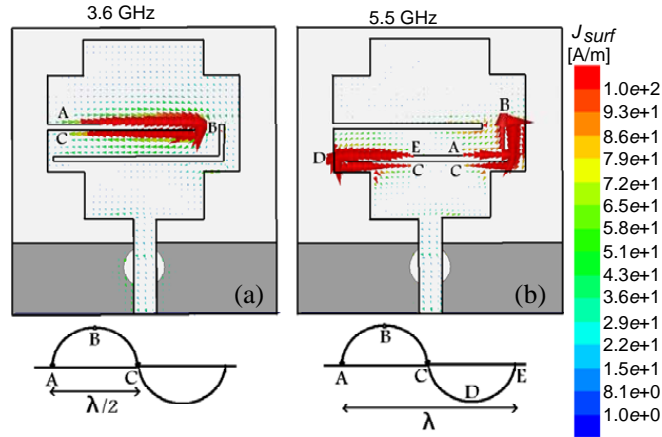 3.6 GHz
5.5 GHz
J surf
[A/m]
A
C
B
(a)
B
D
E
A
C
C
(b)
1.0e+2
9.3e+1
8.6e+1
7.9e+1
7.2e+1
6.5e+1
5.8e+1
5.1e+1
4.3e+1
3.6e+1
2.9e+1
2.2e+1
1.5e+1
8.1e+0
1.0e+0
B
A
C
λ/2
B
A
C
D
E
λ